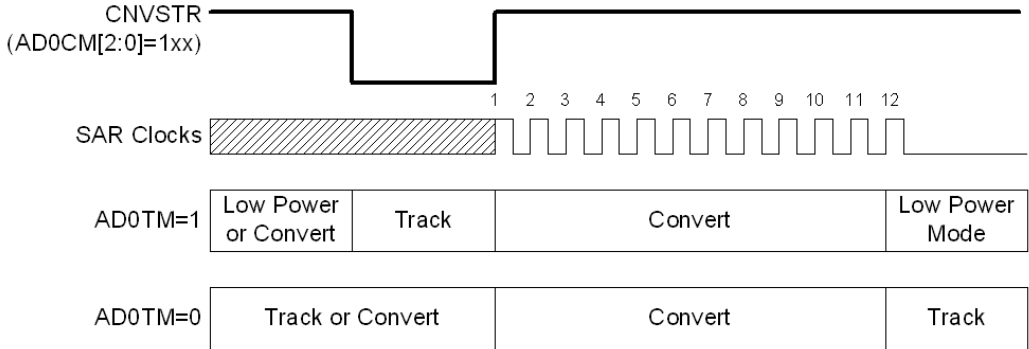 CNVSTR
(AD0CM[2:0]=1xx)
1 2 3 4 5 6 7 8 9 10 11 12
SAR Clocks
AD0TM=1
Low Power
or Convert
Track
Convert
Low Power
Mode
AD0TM=0
Track or Convert
Convert
Track